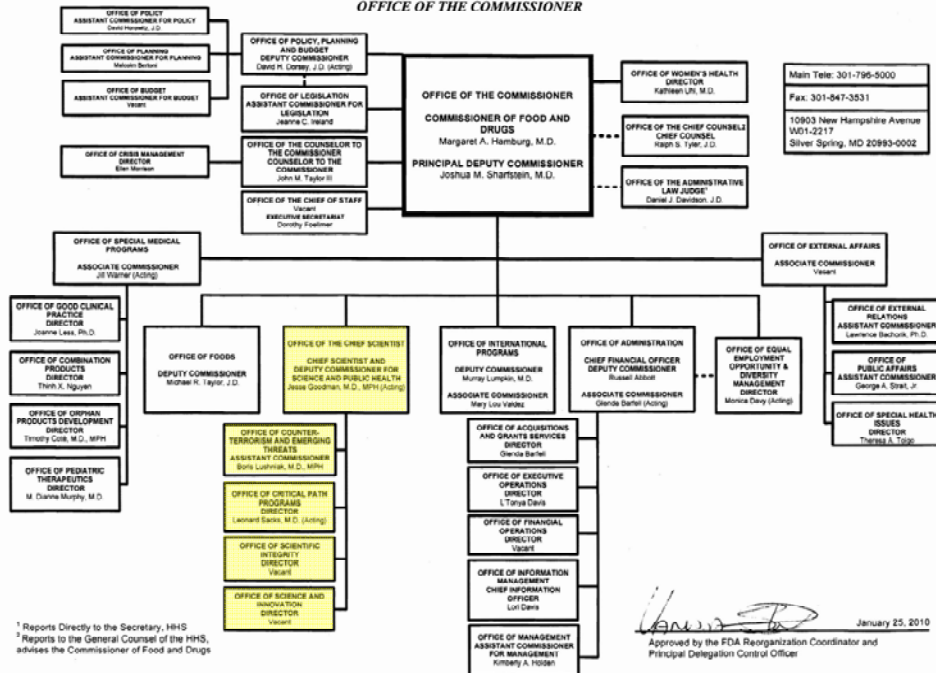 OFFICE OF THE COMMISSIONER
OFFICE OF POLICY
ASSISTANT COMMISSIONER FOR POLICY
David Horowitz, J.D.
OFFICE OF PLANNING
ASSISTANT COMMISSIONER FOR PLANNING
Malcolm Bertoni
OFFICE OF BUDGET
ASSISTANT COMMISSIONER FOR BUDGET
Vacant
OFFICE OF CRISIS MANAGEMENT
DIRECTOR
Ellen Morrison
OFFICE OF POLICY, PLANNING
AND BUDGET
DEPUTY COMMISSIONER
David H. Dorsey, J.D. (Acting)
OFFICE OF LEGISLATION
ASSISTANT COMMISSIONER FOR
LEGISLATION
Jeanne C. Ireland
OFFICE OF THE COUNSELOR TO
THE COMMISSIONER
COUNSELOR TO THE
COMMISSIONER
John M. Taylor III
OFFICE OF THE CHIEF OF STAFF
Vacant
EXECUTIVE SECRETARIAT
Dorothy Foellmer
OFFICE OF THE COMMISSIONER
COMMISSIONER OF FOOD AND
DRUGS
Margaret A. Hamburg, M.D.
PRINCIPAL DEPUTY COMMISSIONER
Joshua M. Sharfstein, M.D.
OFFICE OF WOMEN'S HEALTH
DIRECTOR
Kathleen Uhl, M.D.
OFFICE OF THE CHIEF COUNSEL2
CHIEF COUNSEL
Ralph S. Tyler, J.D.
OFFICE OF THE ADMINISTRATIVE
LAW JUDGE¹
Daniel J. Davidson, J.D.
Main Tele: 301-796-5000
Fax: 301-847-3531
10903 New Hampshire Avenue
W01-2217
Silver Spring, MD 20993-0002
OFFICE OF SPECIAL MEDICAL
PROGRAMS
ASSOCIATE COMMISSIONER
Jill Warner (Acting)
OFFICE OF EXTERNAL AFFAIRS
ASSOCIATE COMMISSIONER
Vacant
OFFICE OF GOOD CLINICAL
PRACTICE
DIRECTOR
Joanne Less, Ph.D.
OFFICE OF COMBINATION
PRODUCTS
DIRECTOR
Thinh X. Nguyen
OFFICE OF ORPHAN
PRODUCTS DEVELOPMENT
DIRECTOR
Timothy Coté, M.D., MPH
OFFICE OF PEDIATRIC
THERAPEUTICS
DIRECTOR
M. Dianne Murphy, M.D.
OFFICE OF FOODS
DEPUTY COMMISSIONER
Michael R. Taylor, J.D.
OFFICE OF THE CHIEF SCIENTIST
CHIEF SCIENTIST AND
DEPUTY COMMISSIONER FOR
SCIENCE AND PUBLIC HEALTH
Jesse Goodman, M.D., MPH (Acting)
OFFICE OF COUNTER-
TERRORISM AND EMERGING
THREATS
ASSISTANT COMMISSIONER
Boris Lushniak, M.D., MPH
OFFICE OF CRITICAL PATH
PROGRAMS
DIRECTOR
Leonard Sacks, M.D. (Acting)
OFFICE OF SCIENTIFIC
INTEGRITY
DIRECTOR
Vacant
OFFICE OF SCIENCE AND
INNOVATION
DIRECTOR
Vacant
OFFICE OF INTERNATIONAL
PROGRAMS
DEPUTY COMMISSIONER
Murray Lumpkin, M.D.
ASSOCIATE COMMISSIONER
Mary Lou Valdez
OFFICE OF ADMINISTRATION
CHIEF FINANCIAL OFFICER
DEPUTY COMMISSIONER
Russell Abbott
ASSOCIATE COMMISSIONER
Glenda Barfell (Acting)
OFFICE OF ACQUISITIONS
AND GRANTS SERVICES
DIRECTOR
Glenda Barfell
OFFICE OF EXECUTIVE
OPERATIONS
DIRECTOR
L'Tonya Davis
OFFICE OF FINANCIAL
OPERATIONS
DIRECTOR
Vacant
OFFICE OF INFORMATION
MANAGEMENT
CHIEF INFORMATION
OFFICER
Lori Davis
OFFICE OF MANAGEMENT
ASSISTANT COMMISSIONER
FOR MANAGEMENT
Kimberly A. Holden
OFFICE OF EQUAL
EMPLOYMENT
OPPORTUNITY &
DIVERSITY
MANAGEMENT
DIRECTOR
Monica Davy (Acting)
OFFICE OF EXTERNAL
RELATIONS
ASSISTANT COMMISSIONER
Lawrence Bachorik, Ph.D.
OFFICE OF
PUBLIC AFFAIRS
ASSISTANT COMMISSIONER
George A. Strait, Jr.
OFFICE OF SPECIAL HEALTH
ISSUES
DIRECTOR
Theresa A. Toigo
¹ Reports Directly to the Secretary, HHS
² Reports to the General Counsel of the HHS,
advises the Commissioner of Food and Drugs
January 25, 2010
Approved by the FDA Reorganization Coordinator and
Principal Delegation Control Officer